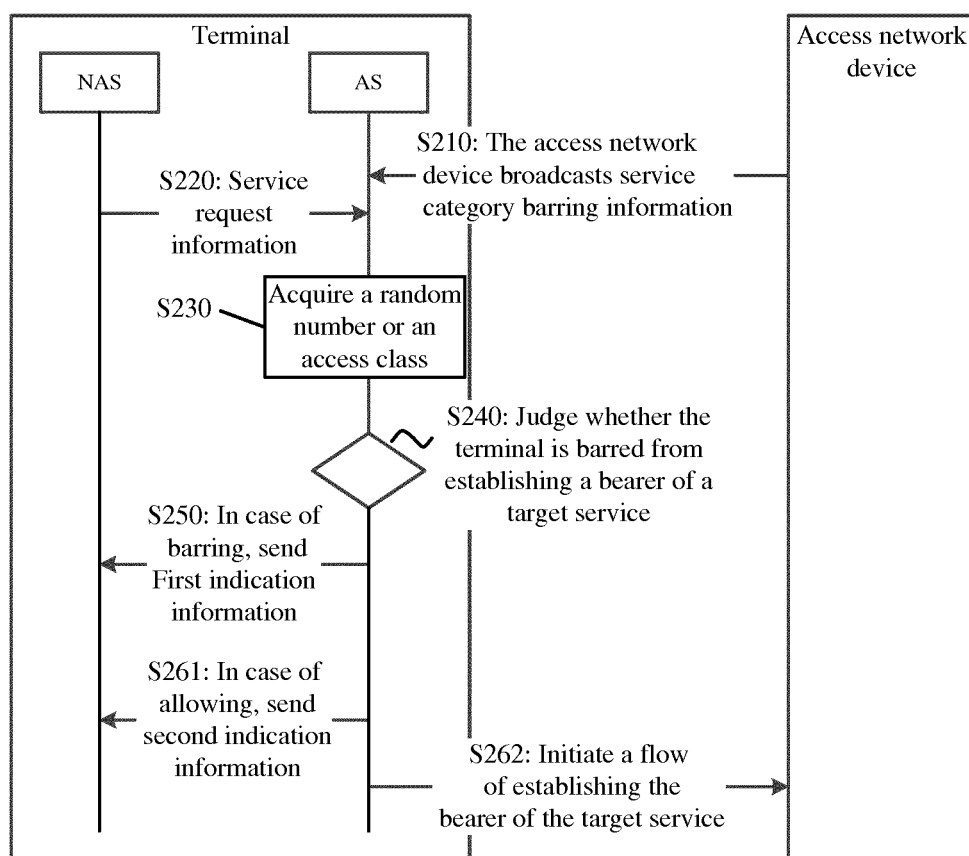 Terminal
Access network
device
NAS
AS
S210: The access network
device broadcasts service
category barring information
S220: Service
request
information
S230
Acquire a random
number or an
access class
S240: Judge whether the
terminal is barred from
establishing a bearer of a
target service
S250: In case of
barring, send
First indication
information
S261: In case of
allowing, send
second indication
information
S262: Initiate a flow
of establishing the
bearer of the target service